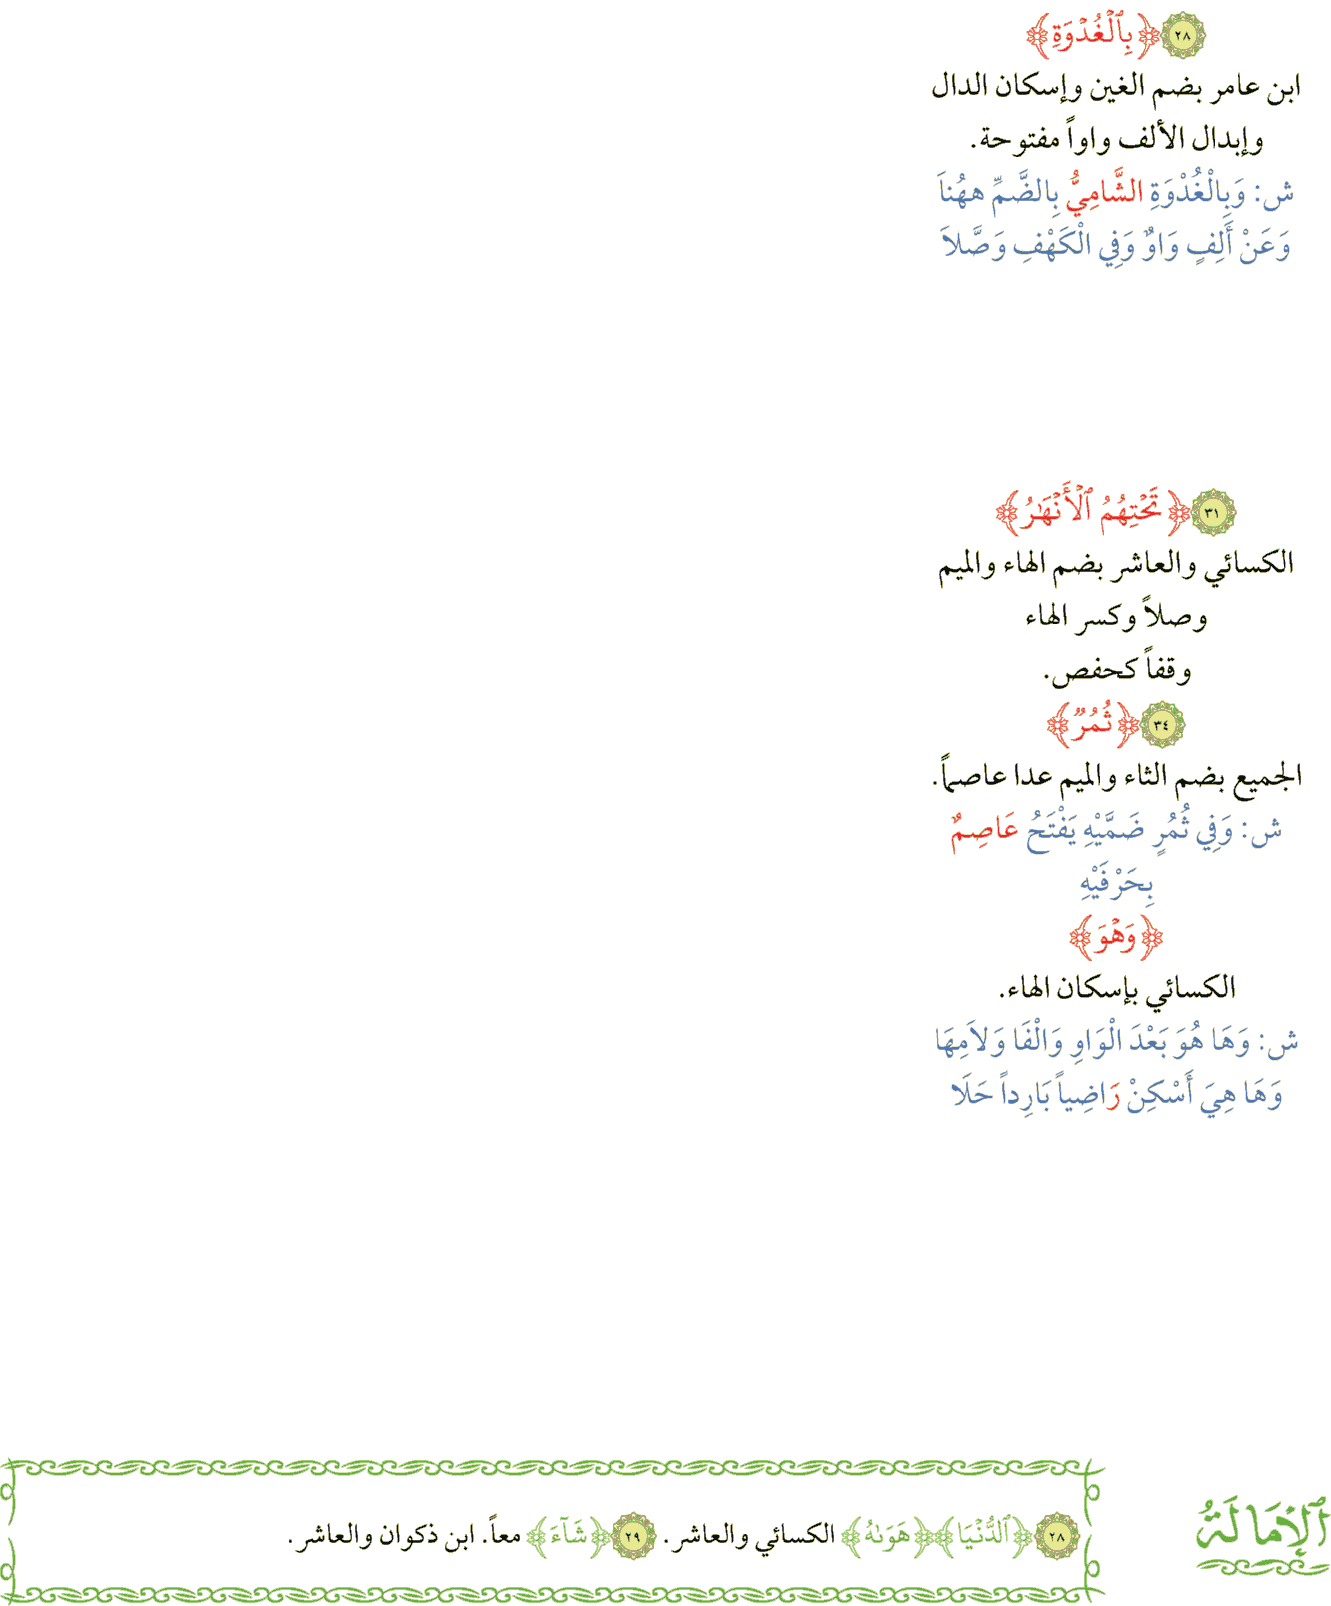 ٢٨ ﴿بِٱلۡغُدۡوَةِ﴾
ابن عامر بضم الغين وإسكان الدال
وإبدال الألف واواً مفتوحة.
ش: وَبِالْغُدْوَةِ الشَّامِيُّ بِالضَّمِّ هٰهُناَ
وَعَنْ أَلِفٍ وَاوٌ وَفِي الْكَهْفِ وَصَّلاَ
٣١ ﴿تَحۡتِهُمُ ٱلۡأَنۡهَٰرُ﴾
الكسائي والعاشر بضم الهاء والميم
وصلاً وكسر الهاء
وقفاً كحفص.
٣٤ ﴿ثُمُرٞ﴾
الجميع بضم الثاء والميم عدا عاصماً.
ش: وَفِي ثُمُرٍ ضَمَّيْهِ يَفْتَحُ عَاصِمٌ
بِحَرْفَيْهِ
﴿وَهۡوَ﴾
الكسائي بإسكان الهاء.
ش: وَهَا هُوَ بَعْدَ الْوَاوِ وَالْفَا وَلاَمِهَا
وَهَا هِيَ أَسْكِنْ رَاضِياً بَارِداً حَلَا
ٱلإِمَالَةُ
٢٨ ﴿ٱلدُّنۡيَا﴾ ﴿هَوَىٰهُ﴾ الكسائي والعاشر. ٢٩ ﴿شَآءَ﴾ معاً. ابن ذكوان والعاشر.